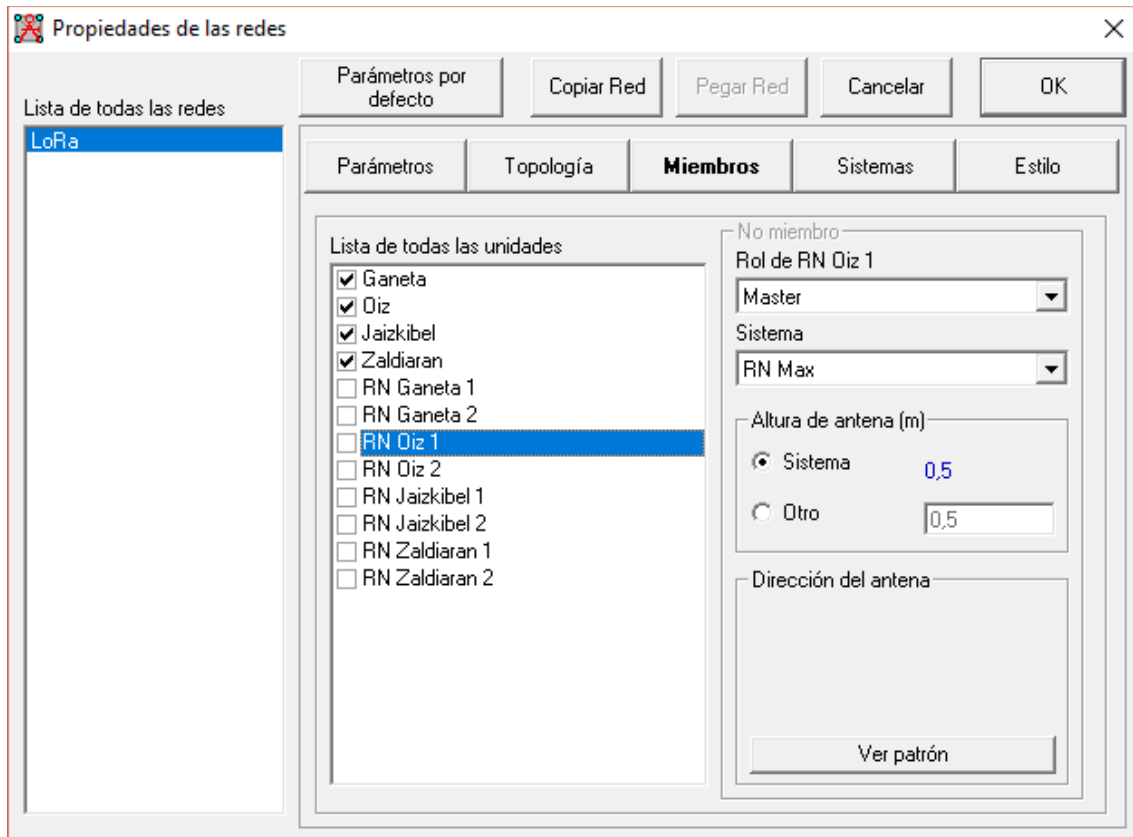 Propiedades de las redes
Lista de todas las redes
LoRa
Parámetros por
defecto
Copiar Red
Pegar Red
Cancelar
OK
Parámetros
Topología
Miembros
Sistemas
Estilo
Lista de todas las unidades
Ganeta
Oiz
Jaizkibel
Zaldiaran
RN Ganeta 1
RN Ganeta 2
RN Oiz 1
RN Oiz 2
RN Jaizkibel 1
RN Jaizkibel 2
RN Zaldiaran 1
RN Zaldiaran 2
No miembro
Rol de RN Oiz 1
Master
Sistema
RN Max
Altura de antena (m)
Sistema 0,5
Otro 0,5
Dirección del antena
Ver patrón